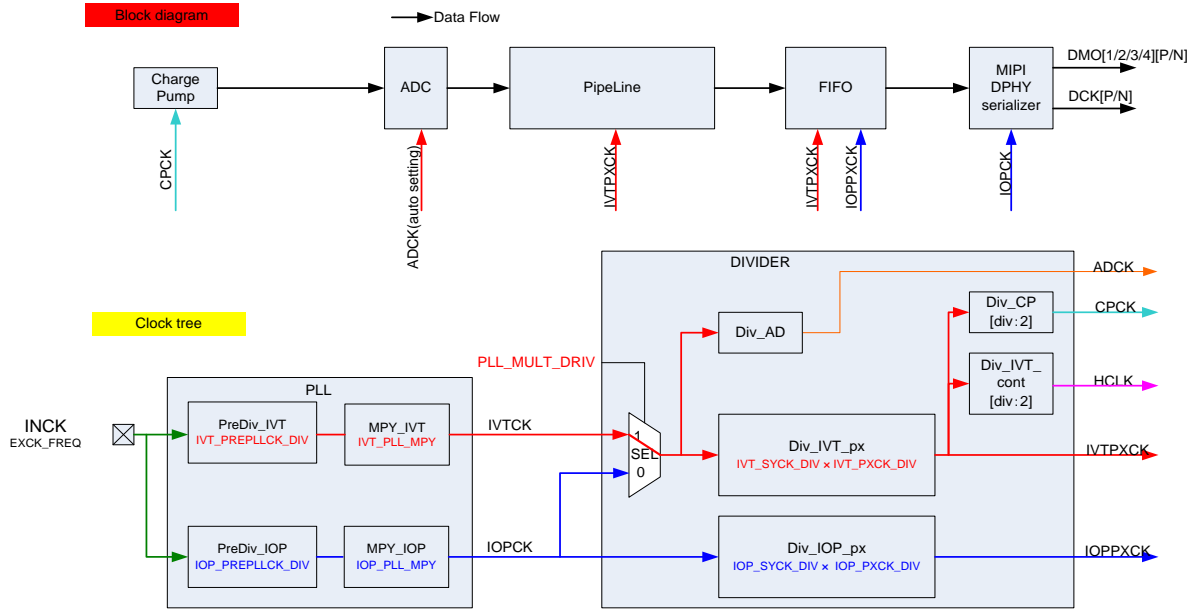 Block diagram
Data Flow
Charge
Pump
ADC
PipeLine
FIFO
MIPI
DPHY
serializer
DMO[1/2/3/4][P/N]
DCK[P/N]
CPCK
ADCK(auto setting)
IVTPXCK
IVTPXCK
IOPPXCK
IOPCK
Clock tree
DIVIDER
ADCK
Div_CP
[div:2]
CPCK
Div_AD
PLL_MULT_DRIV
Div_IVT_
cont
[div:2]
HCLK
PLL
INCK
EXCK_FREQ
PreDiv_IVT
IVT_PREPLLCK_DIV
MPY_IVT
IVT_PLL_MPY
IVTCK
1
SEL
0
Div_IVT_px
IVT_SYCK_DIV × IVT_PXCK_DIV
IVTPXCK
PreDiv_IOP
IOP_PREPLLCK_DIV
MPY_IOP
IOP_PLL_MPY
IOPCK
Div_IOP_px
IOP_SYCK_DIV × IOP_PXCK_DIV
IOPPXCK